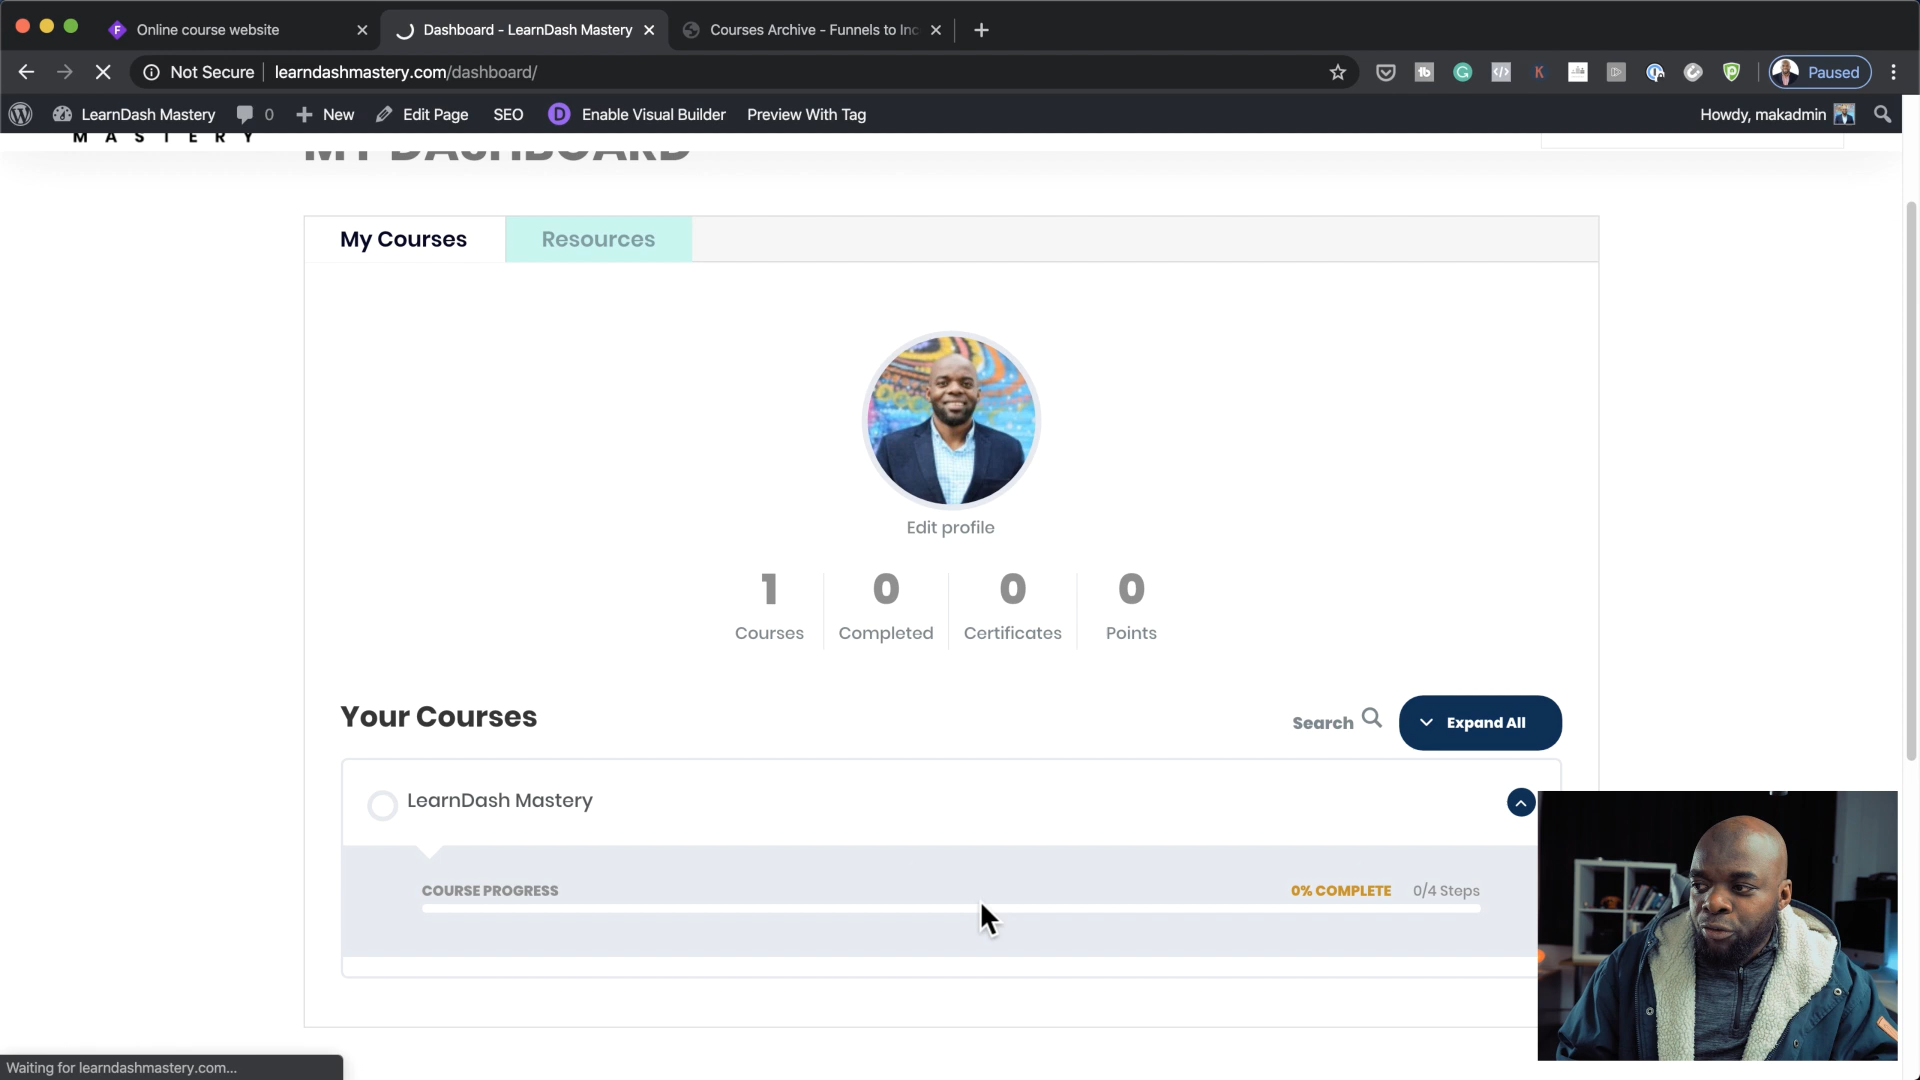 Online course website
Dashboard - LearnDash Mastery
Courses Archive - Funnels to Inc
Not Secure
learndashmastery.com/dashboard/
Paused
LearnDash Mastery
0
New
Edit Page
SEO
Enable Visual Builder
Preview With Tag
Howdy, makadmin
MASTERY
MY DASHBOARD
My Courses
Resources
Edit profile
1
0
0
0
Courses
Completed
Certificates
Points
Your Courses
Search
Expand All
LearnDash Mastery
COURSE PROGRESS
0% COMPLETE
0/4 Steps
Waiting for learndashmastery.com...